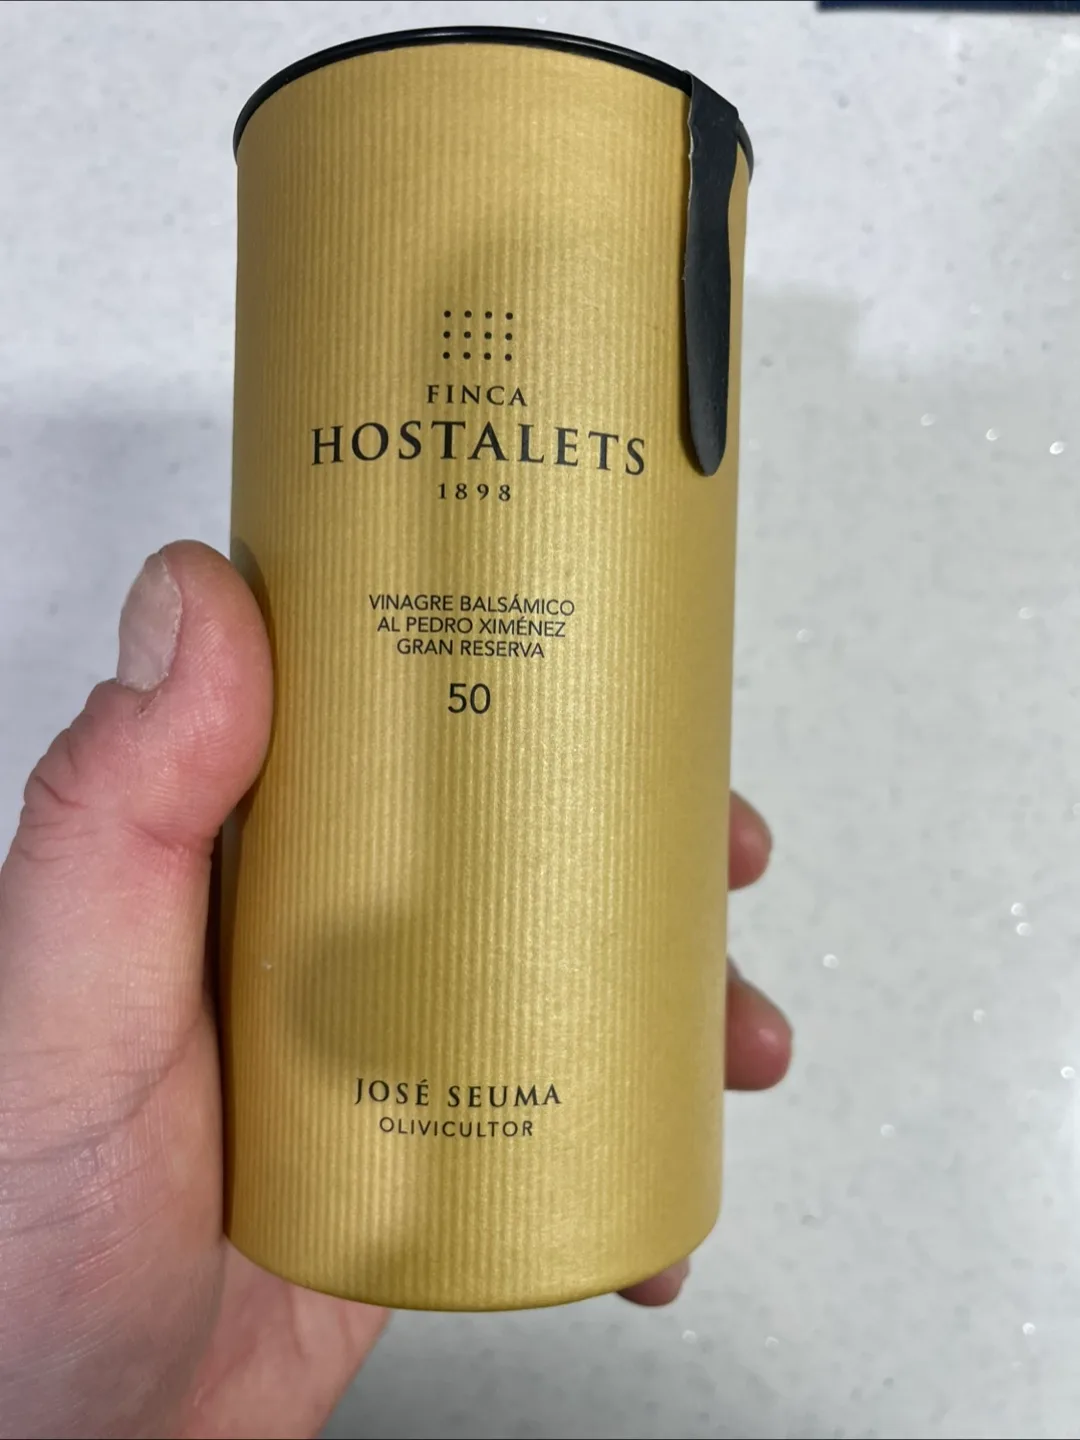 FINCA
HOSTALETS
1898
VINAGRE BALSÁMICO
AL PEDRO XIMÉNEZ
GRAN RESERVA
50
JOSÉ SEUMA
OLIVICULTOR